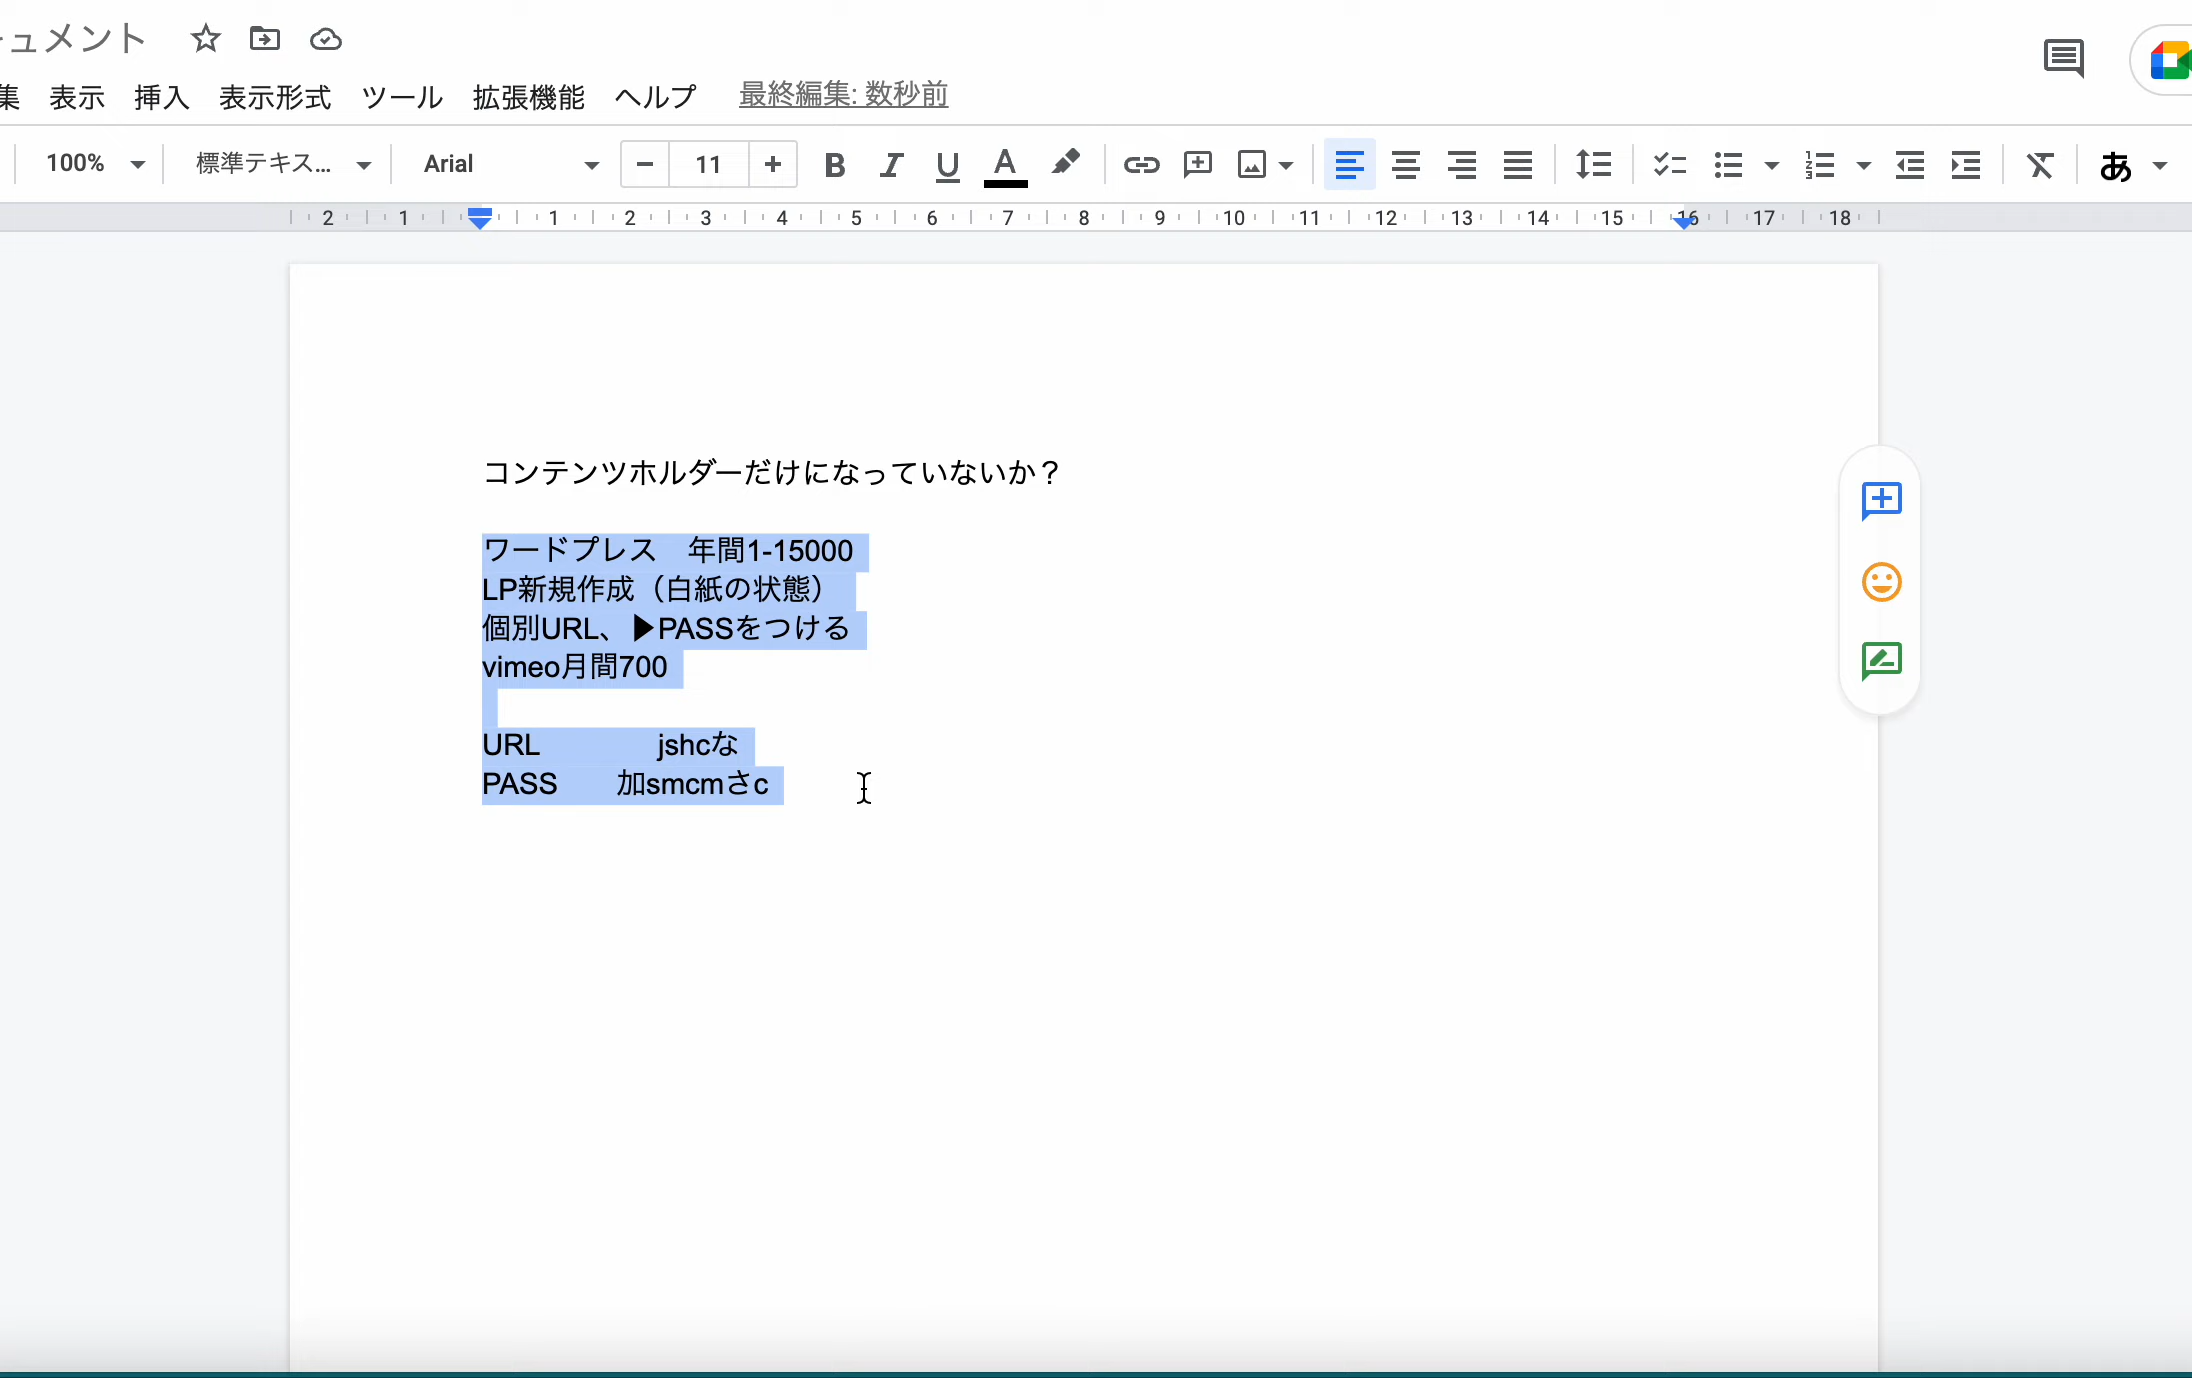 ュメント
集 表示 挿入 表示形式 ツール 拡張機能 ヘルプ 最終編集: 数秒前
100% 標準テキス... Arial − 11 + B I U A あ
2 1 1 2 3 4 5 6 7 8 9 10 11 12 13 14 15 16 17 18
コンテンツホルダーだけになっていないか？
ワードプレス　年間1-15000
LP新規作成（白紙の状態）
個別URL、▶PASSをつける
vimeo月間700
URL　　　　jshcな
PASS　　加smcmさc